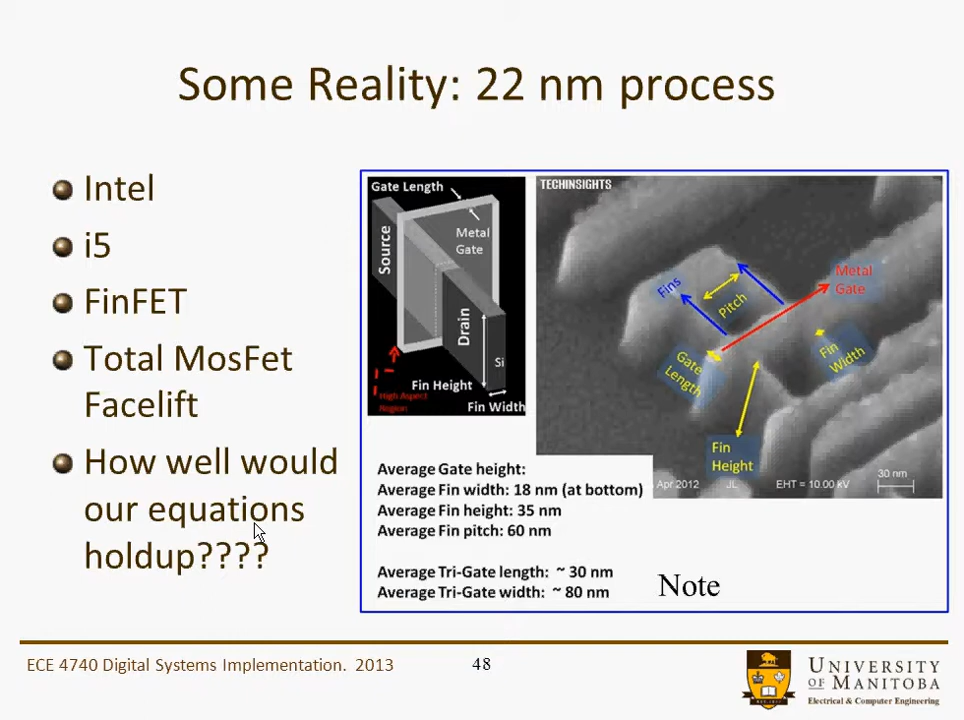 Some Reality: 22 nm process
Intel
i5
FinFET
Total MosFet
Facelift
How well would
our equations
holdup????
Gate Length
Metal
Gate
Source
Drain
Si
Fin Height
Fin Width
High Aspect
Region
TECHINSIGHTS
Fins
Pitch
Metal
Gate
Gate
Length
Fin
Width
Fin
Height
Apr 2012 JL EHT = 10.00 kV 30 nm
Average Gate height:
Average Fin width: 18 nm (at bottom)
Average Fin height: 35 nm
Average Fin pitch: 60 nm
Average Tri-Gate length: ~ 30 nm
Average Tri-Gate width: ~ 80 nm
Note
ECE 4740 Digital Systems Implementation. 2013
48
UNIVERSITY
OF MANITOBA
Electrical & Computer Engineering